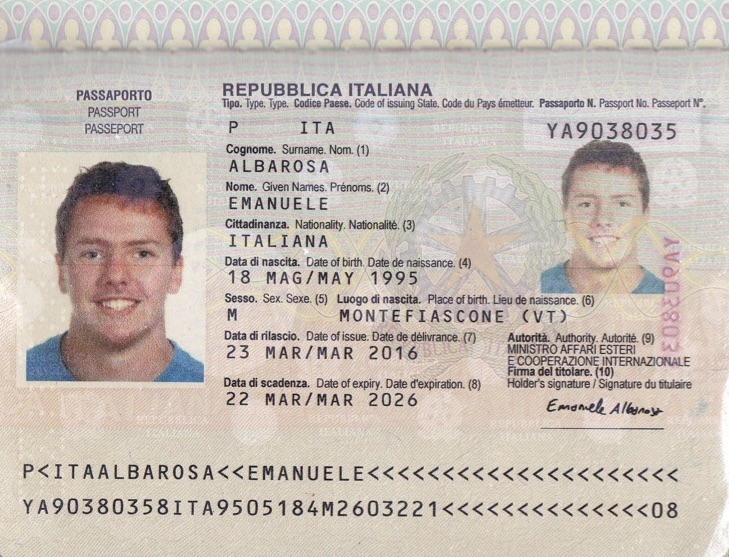 PASSAPORTO
PASSPORT
PASSEPORT
REPUBBLICA ITALIANA
Tipo. Type. Type. Codice Paese. Code of issuing State. Code du Pays émetteur. Passaporto N. Passport No. Passeport N°.
P ITA YA9038035
Cognome. Surname. Nom. (1)
ALBAROSA
Nome. Given Names. Prénoms. (2)
EMANUELE
Cittadinanza. Nationality. Nationalité. (3)
ITALIANA
Data di nascita. Date of birth. Date de naissance. (4)
18 MAG/MAY 1995
Sesso. Sex. Sexe. (5) Luogo di nascita. Place of birth. Lieu de naissance. (6)
M MONTEFIASCONE (VT)
Data di rilascio. Date of issue. Date de délivrance. (7)
23 MAR/MAR 2016
Autorità. Authority. Autorité. (9)
MINISTRO AFFARI ESTERI
E COOPERAZIONE INTERNAZIONALE
Data di scadenza. Date of expiry. Date d'expiration. (8)
22 MAR/MAR 2026
Firma del titolare. (10)
Holder's signature / Signature du titulaire
Emanuele Albarosa
YA903803
P<ITAALBAROSA<<EMANUELE<<<<<<<<<<<<<<<<<<<<<
YA90380358ITA9505184M2603221<<<<<<<<<<<<<<08